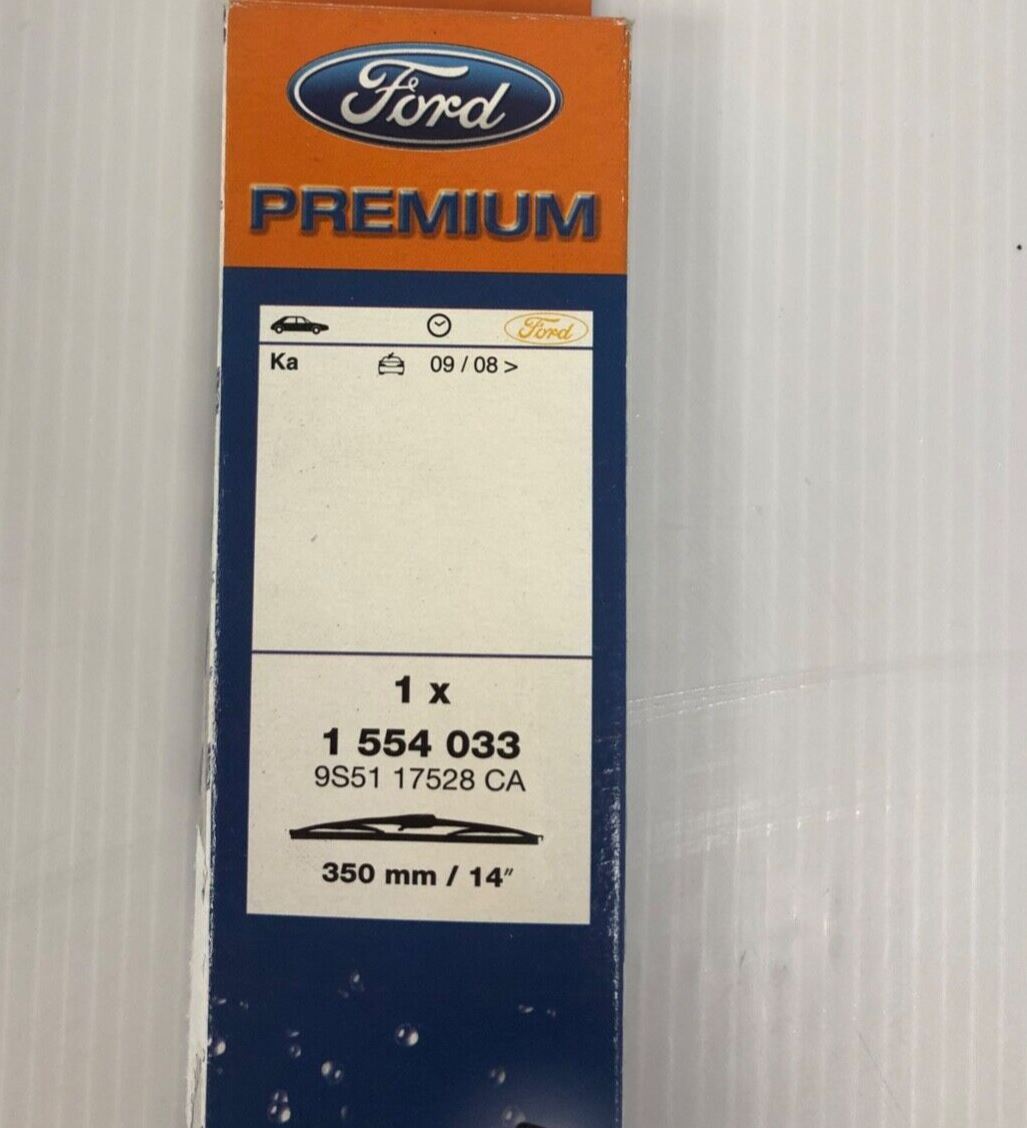 Ford
PREMIUM
Ford
Ka 09 / 08 >
1 x
1 554 033
9S51 17528 CA
350 mm / 14"